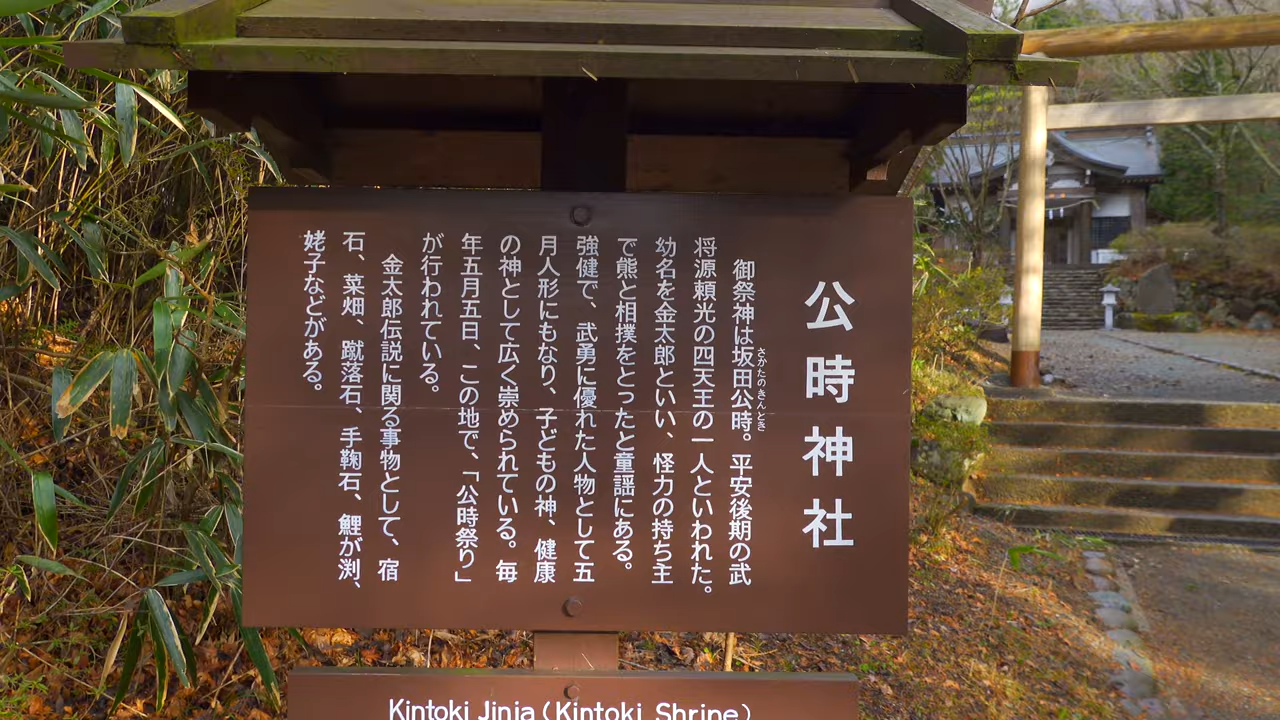 公時神社
御祭神は坂田公時。平安後期の武
さかたのきんとき
将源頼光の四天王の一人といわれた。
幼名を金太郎といい、怪力の持ち主
で熊と相撲をとったと童謡にある。
強健で、武勇に優れた人物として五
月人形にもなり、子どもの神、健康
の神として広く崇められている。毎
年五月五日、この地で、「公時祭り」
が行われている。
金太郎伝説に関る事物として、宿
石、菜畑、蹴落石、手鞠石、鯉が渕、
姥子などがある。
Kintoki Jinja (Kintoki Shrine)